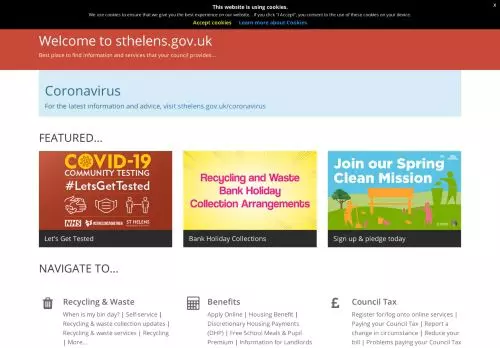 This website is using cookies.
x
We use cookies to ensure that we give you the best experience on our website. If you click "I Accept", you consent to the use of these cookies on your device.
Accept cookies Learn more about Cookies
Welcome to sthelens.gov.uk
Best place to find information and services that your council provides...
Coronavirus
For the latest information and advice, visit sthelens.gov.uk/coronavirus
FEATURED...
COVID-19
COMMUNITY TESTING
#LetsGetTested
NHS
ST HELENS
Let's Get Tested
Recycling and Waste
Bank Holiday
Collection Arrangements
Bank Holiday Collections
Join our Spring
Clean Mission
Sign up & pledge today
NAVIGATE TO...
Recycling & Waste
When is my bin day? | Self-service |
Recycling & waste collection updates |
Recycling & waste services | Recycling
| More...
Benefits
Apply Online | Housing Benefit |
Discretionary Housing Payments
(DHP) | Free School Meals & Pupil
Premium | Information for Landlords
£ Council Tax
Register for/log onto online services |
Paying your Council Tax | Report a
change in circumstance | Reduce your
bill | Problems paying your Council Tax